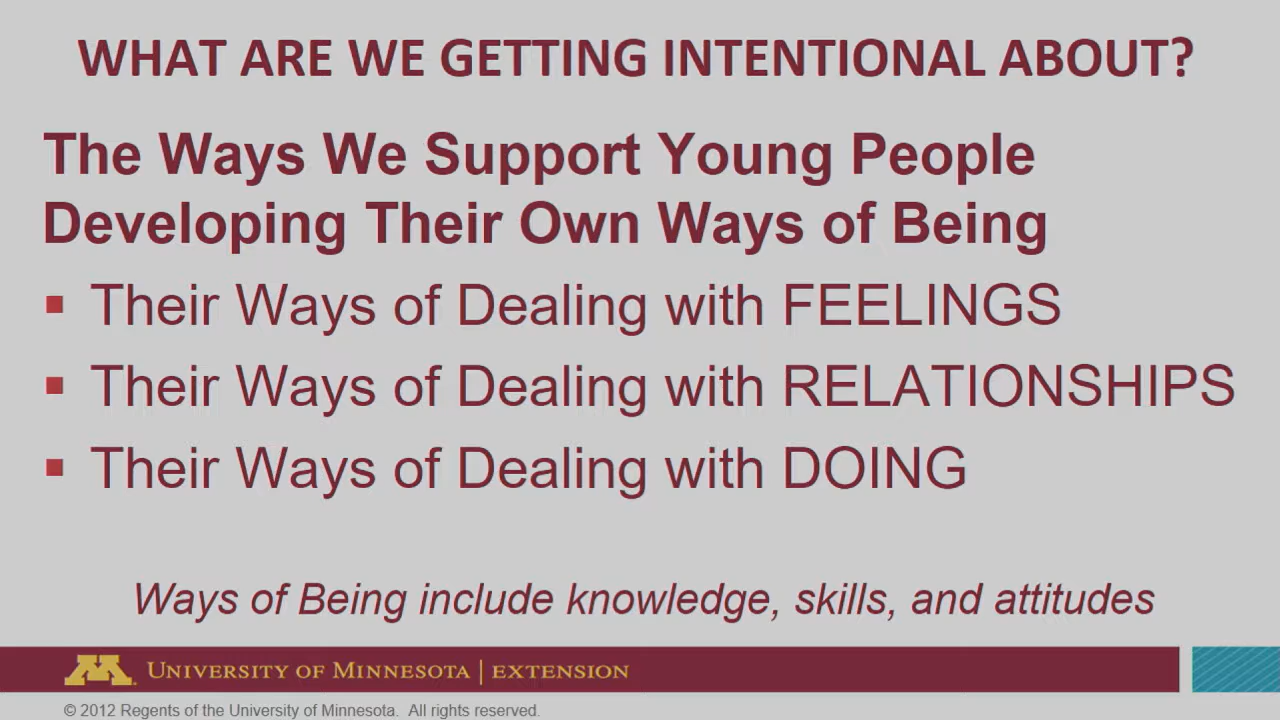 WHAT ARE WE GETTING INTENTIONAL ABOUT?
The Ways We Support Young People
Developing Their Own Ways of Being
▪ Their Ways of Dealing with FEELINGS
▪ Their Ways of Dealing with RELATIONSHIPS
▪ Their Ways of Dealing with DOING
Ways of Being include knowledge, skills, and attitudes
M UNIVERSITY OF MINNESOTA | EXTENSION
© 2012 Regents of the University of Minnesota. All rights reserved.